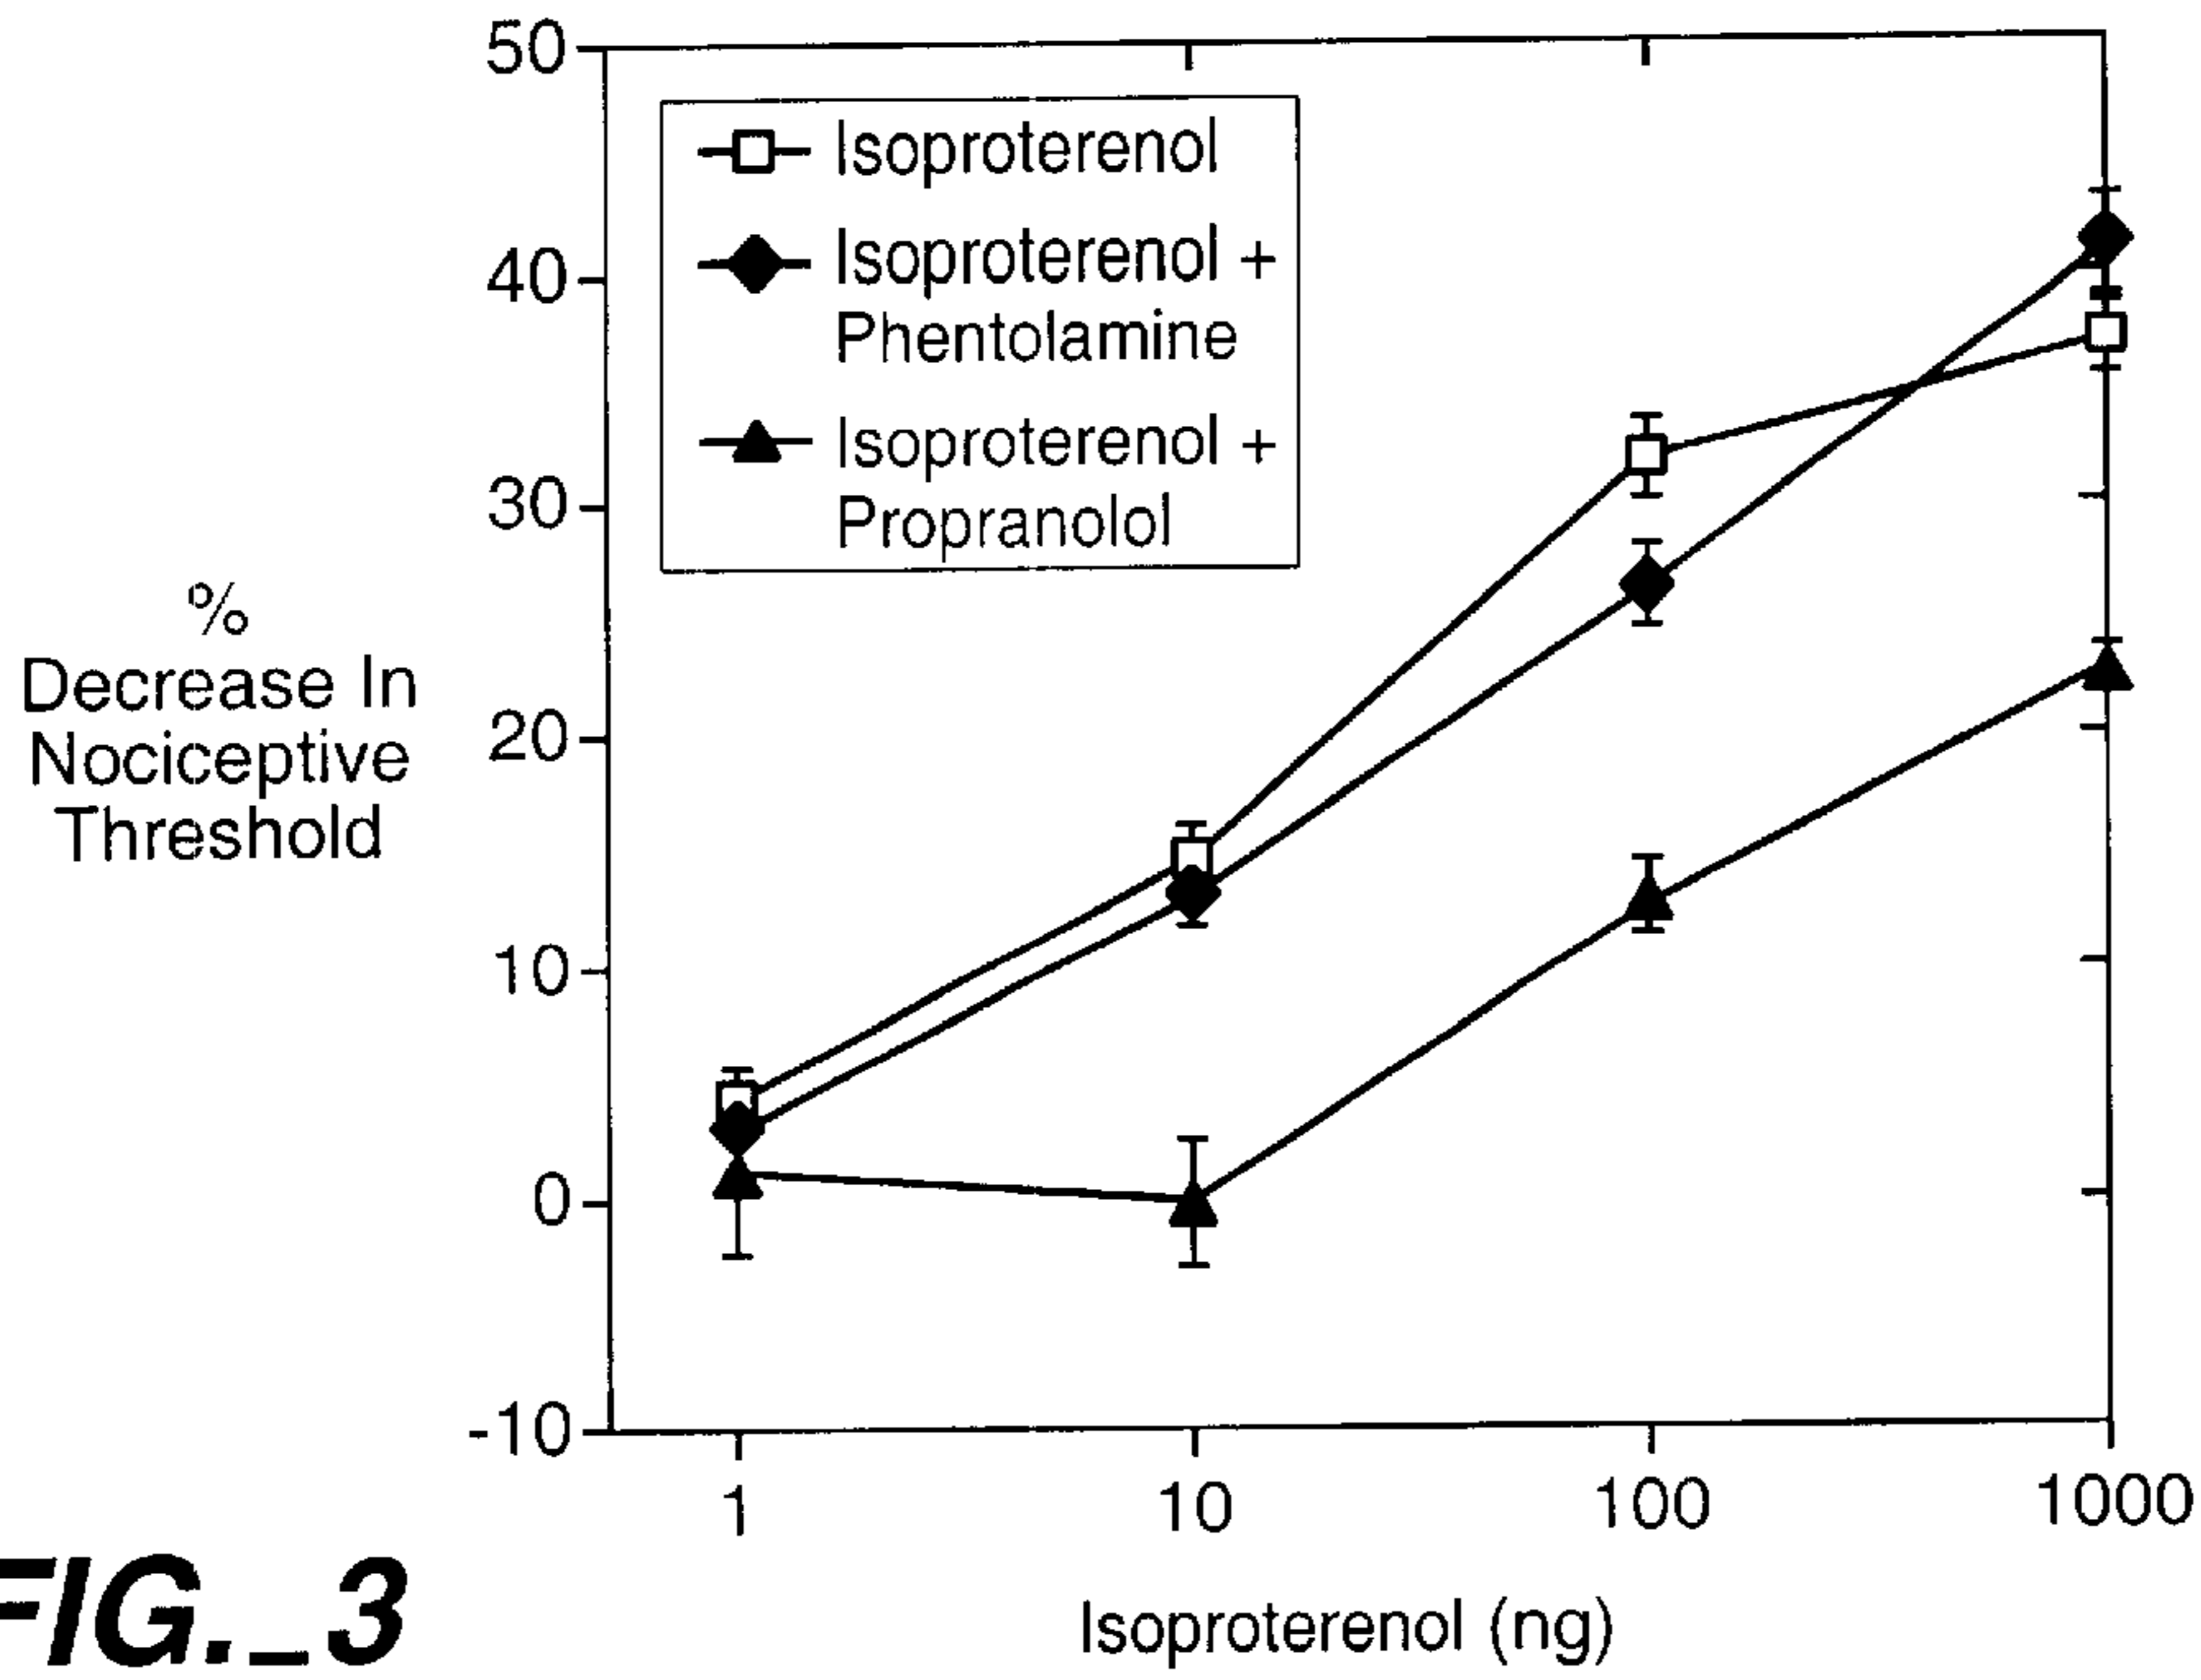 50
40
30
20
10
0
-10
Isoproterenol
Isoproterenol +
Phentolamine
Isoproterenol +
Propranolol
%
Decrease In
Nociceptive
Threshold
1 10 100 1000
Isoproterenol (ng)
FIG._3